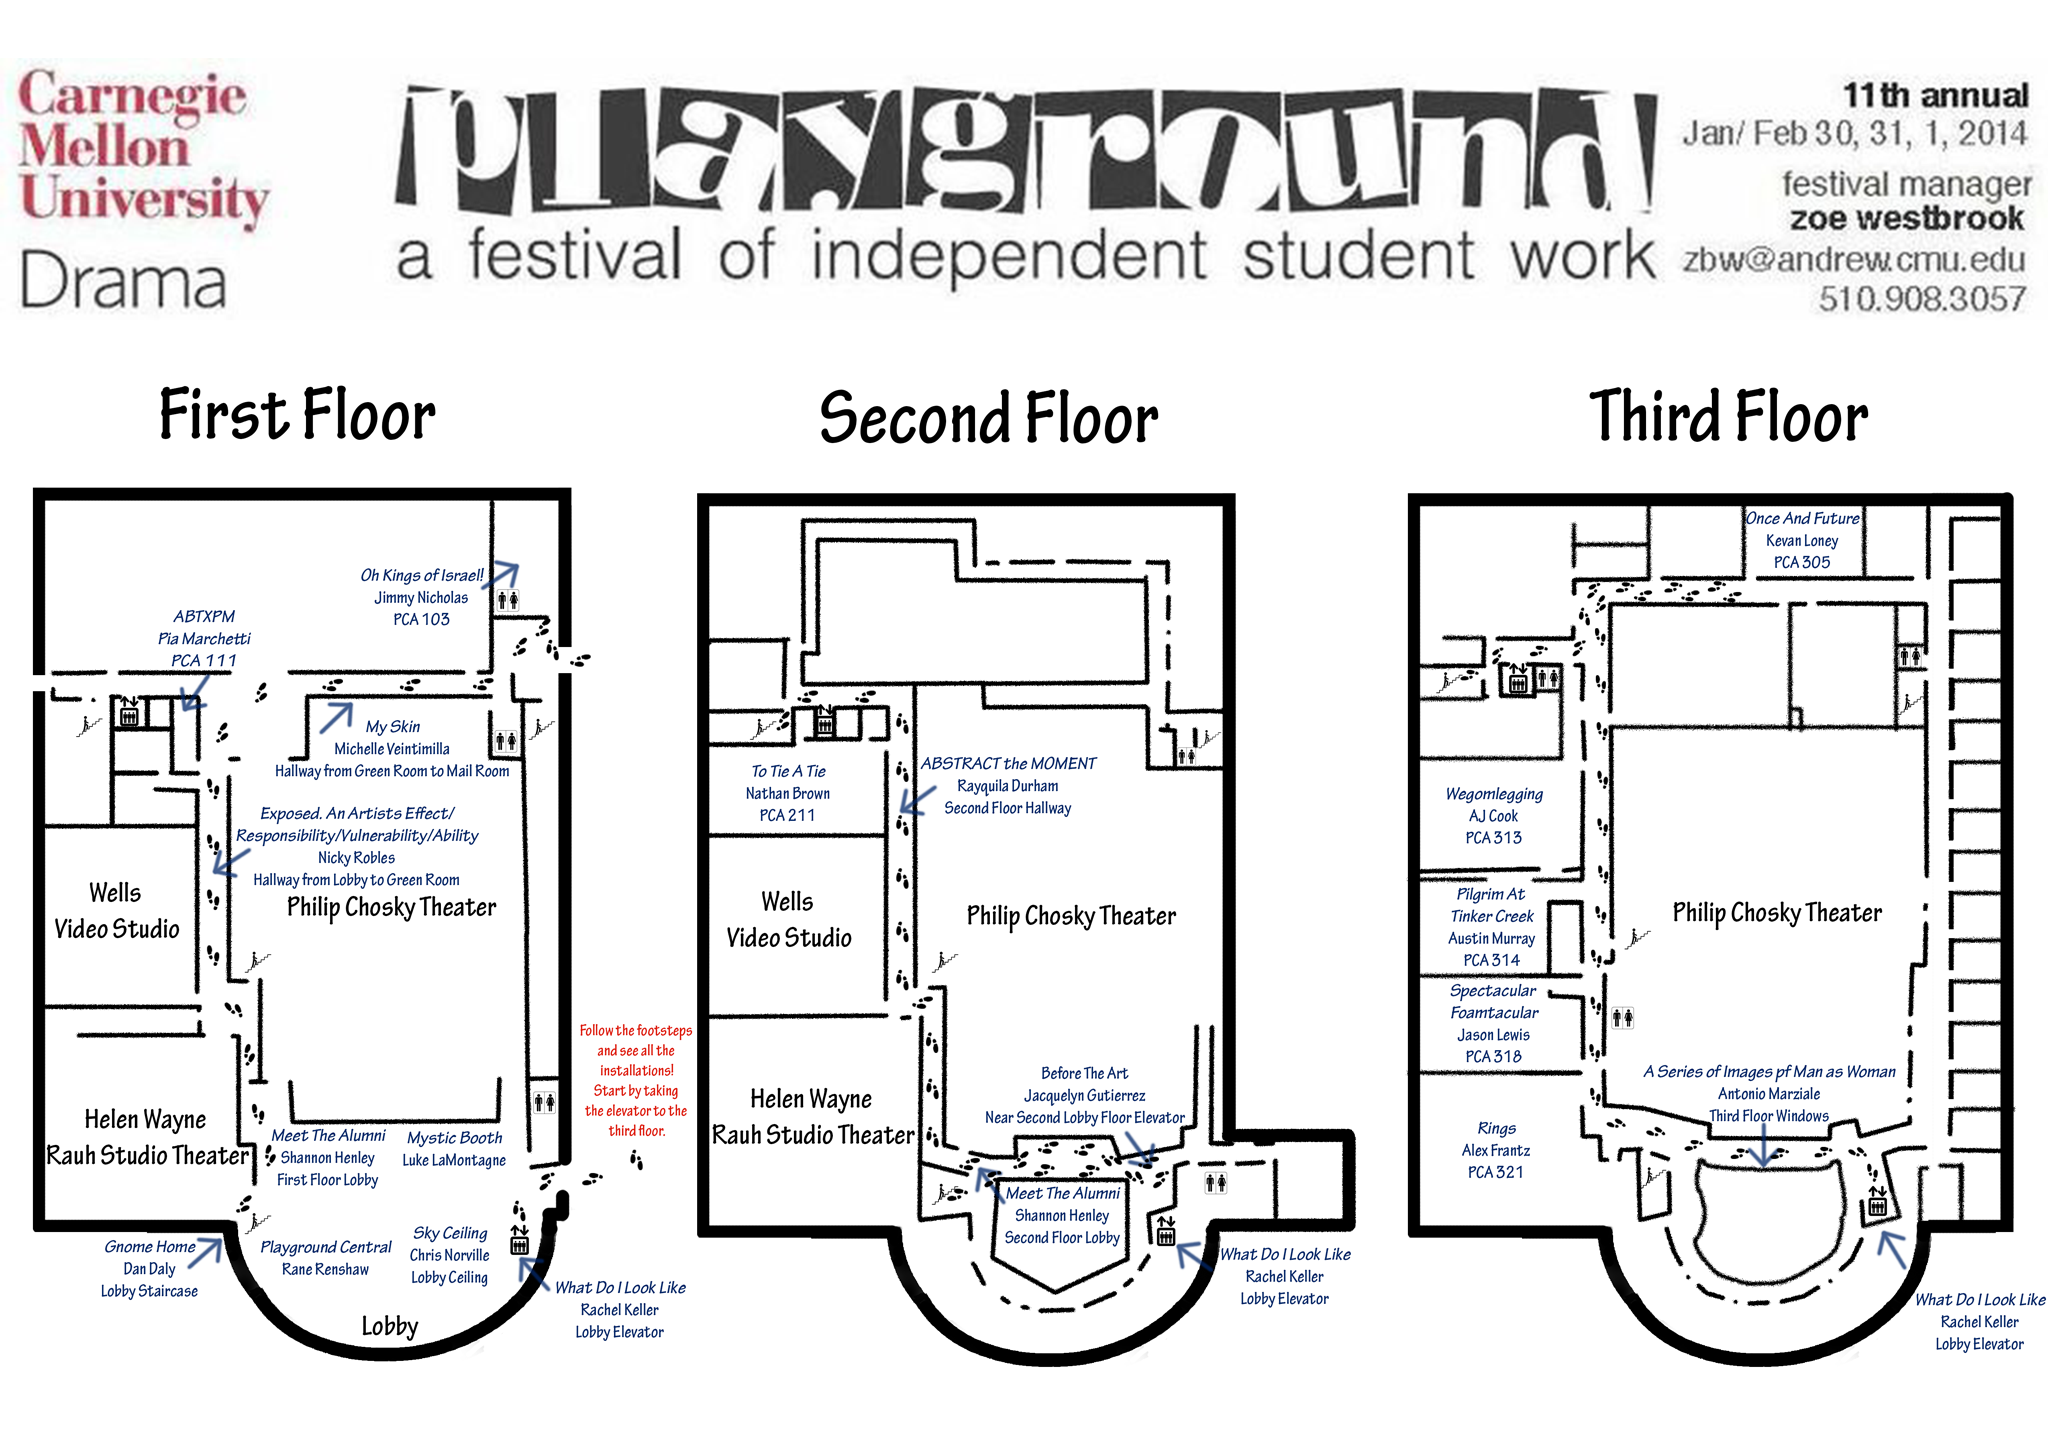 Carnegie
Mellon
University
Drama
playground
a festival of independent student work
11th annual
Jan/ Feb 30, 31, 1, 2014
festival manager
zoe westbrook
zbw@andrew.cmu.edu
510.908.3057
First Floor
Oh Kings of Israel!
Jimmy Nicholas
PCA 103
ABTXPM
Pia Marchetti
PCA 111
My Skin
Michelle Veintimilla
Hallway from Green Room to Mail Room
Exposed. An Artists Effect/
Responsibility/Vulnerability/Ability
Nicky Robles
Hallway from Lobby to Green Room
Wells
Video Studio
Philip Chosky Theater
Helen Wayne
Rauh Studio Theater
Meet The Alumni
Shannon Henley
First Floor Lobby
Mystic Booth
Luke LaMontagne
Gnome Home
Dan Daly
Lobby Staircase
Playground Central
Rane Renshaw
Sky Ceiling
Chris Norville
Lobby Ceiling
What Do I Look Like
Rachel Keller
Lobby Elevator
Lobby
Follow the footsteps
and see all the
installations!
Start by taking
the elevator to the
third floor.
Second Floor
To Tie A Tie
Nathan Brown
PCA 211
ABSTRACT the MOMENT
Rayquila Durham
Second Floor Hallway
Wells
Video Studio
Philip Chosky Theater
Helen Wayne
Rauh Studio Theater
Before The Art
Jacquelyn Gutierrez
Near Second Lobby Floor Elevator
Meet The Alumni
Shannon Henley
Second Floor Lobby
What Do I Look Like
Rachel Keller
Lobby Elevator
Third Floor
Once And Future
Kevan Loney
PCA 305
Wegomlegging
AJ Cook
PCA 313
Pilgrim At
Tinker Creek
Austin Murray
PCA 314
Philip Chosky Theater
Spectacular
Foamtacular
Jason Lewis
PCA 318
A Series of Images pf Man as Woman
Antonio Marziale
Third Floor Windows
Rings
Alex Frantz
PCA 321
What Do I Look Like
Rachel Keller
Lobby Elevator